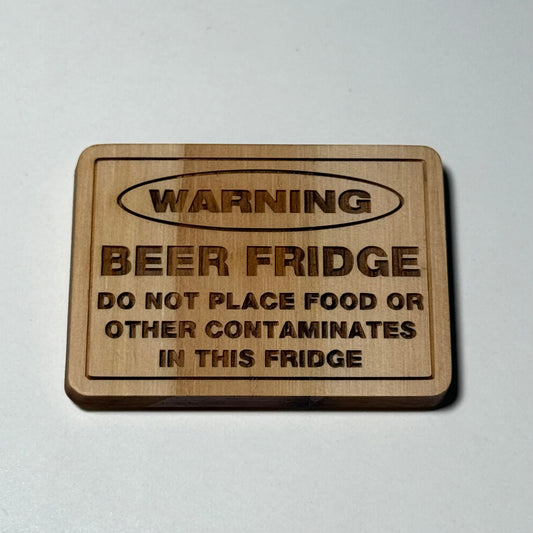 WARNING
BEER FRIDGE
DO NOT PLACE FOOD OR
OTHER CONTAMINATES
IN THIS FRIDGE